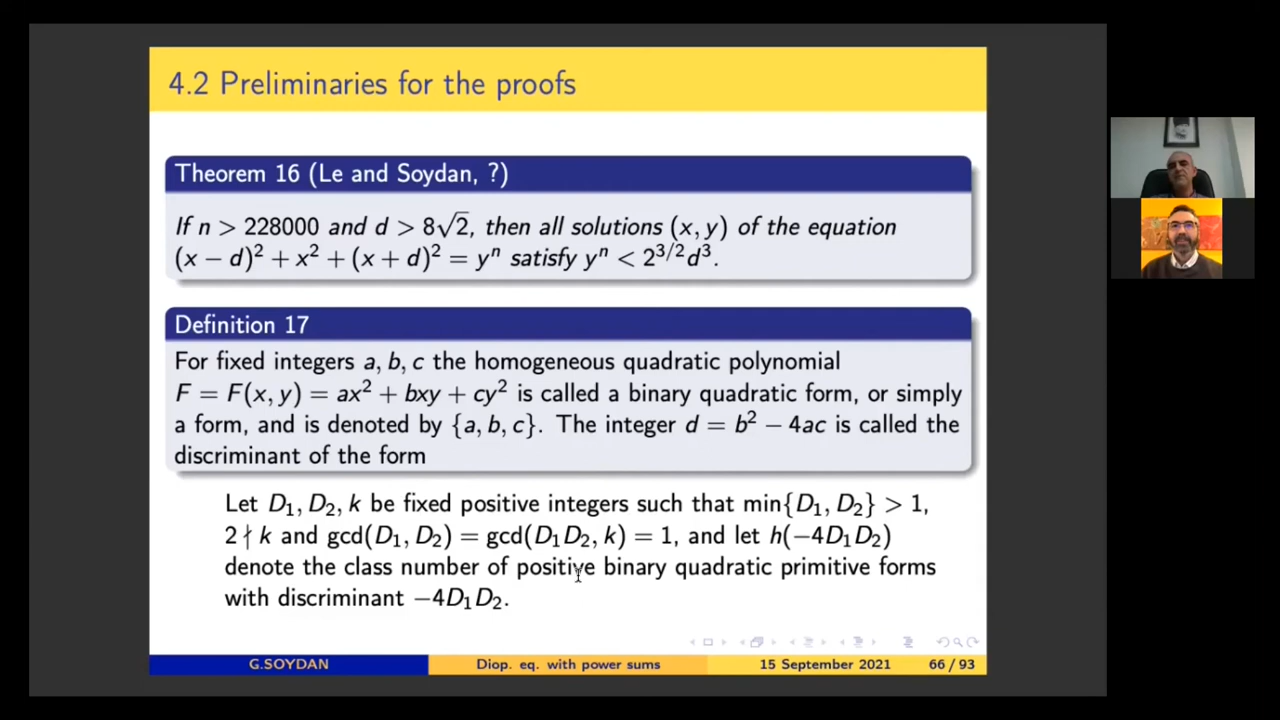 4.2 Preliminaries for the proofs
Theorem 16 (Le and Soydan, ?)
If n > 228000 and d > 8√2, then all solutions (x, y) of the equation
(x − d)² + x² + (x + d)² = yⁿ satisfy yⁿ < 2^{3/2}d³.
Definition 17
For fixed integers a, b, c the homogeneous quadratic polynomial
F = F(x, y) = ax² + bxy + cy² is called a binary quadratic form, or simply
a form, and is denoted by {a, b, c}. The integer d = b² − 4ac is called the
discriminant of the form
Let D₁, D₂, k be fixed positive integers such that min{D₁, D₂} > 1,
2 ∤ k and gcd(D₁, D₂) = gcd(D₁D₂, k) = 1, and let h(−4D₁D₂)
denote the class number of positive binary quadratic primitive forms
with discriminant −4D₁D₂.
G.SOYDAN Diop. eq. with power sums 15 September 2021 66 / 93